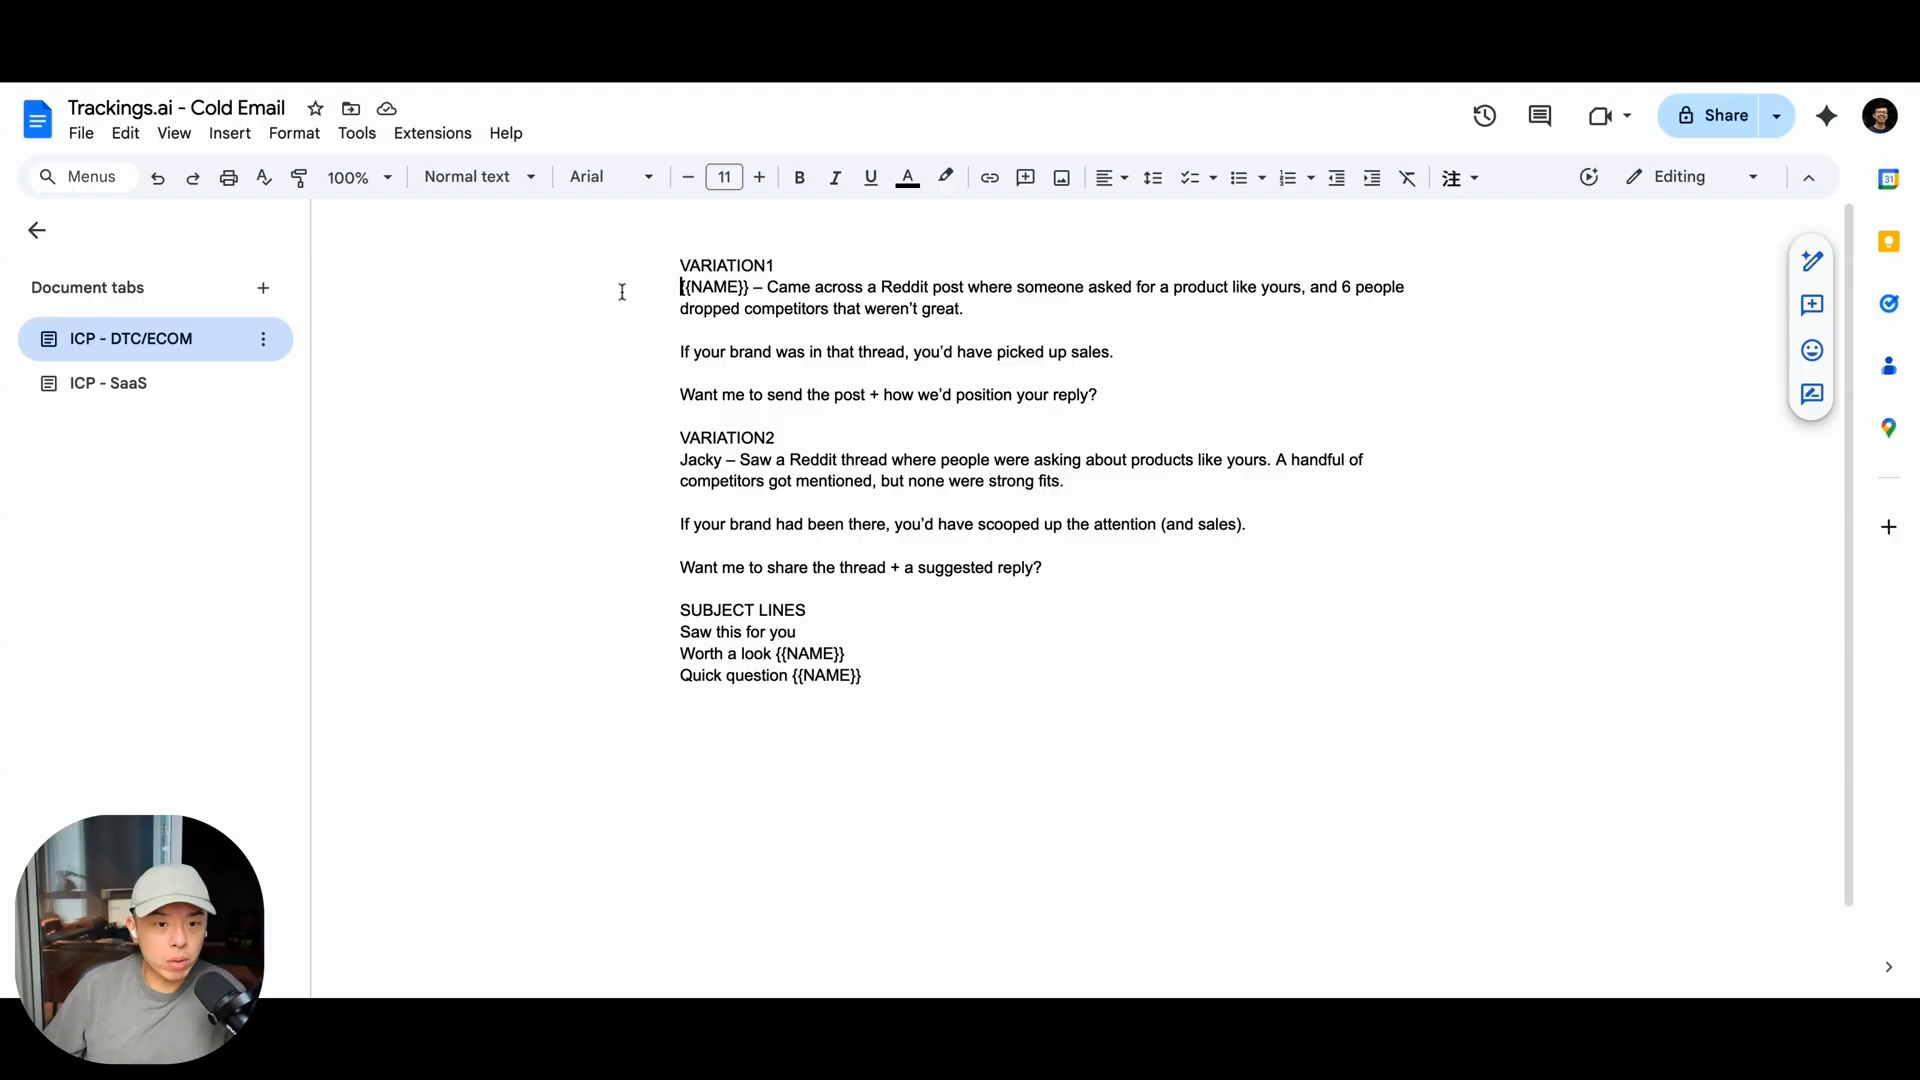 Trackings.ai - Cold Email
File Edit View Insert Format Tools Extensions Help
Share
Menus 100% Normal text Arial 11 B I U A 注 Editing
31
Document tabs
ICP - DTC/ECOM
ICP - SaaS
VARIATION1
{{NAME}} – Came across a Reddit post where someone asked for a product like yours, and 6 people
dropped competitors that weren’t great.
If your brand was in that thread, you’d have picked up sales.
Want me to send the post + how we’d position your reply?
VARIATION2
Jacky – Saw a Reddit thread where people were asking about products like yours. A handful of
competitors got mentioned, but none were strong fits.
If your brand had been there, you’d have scooped up the attention (and sales).
Want me to share the thread + a suggested reply?
SUBJECT LINES
Saw this for you
Worth a look {{NAME}}
Quick question {{NAME}}